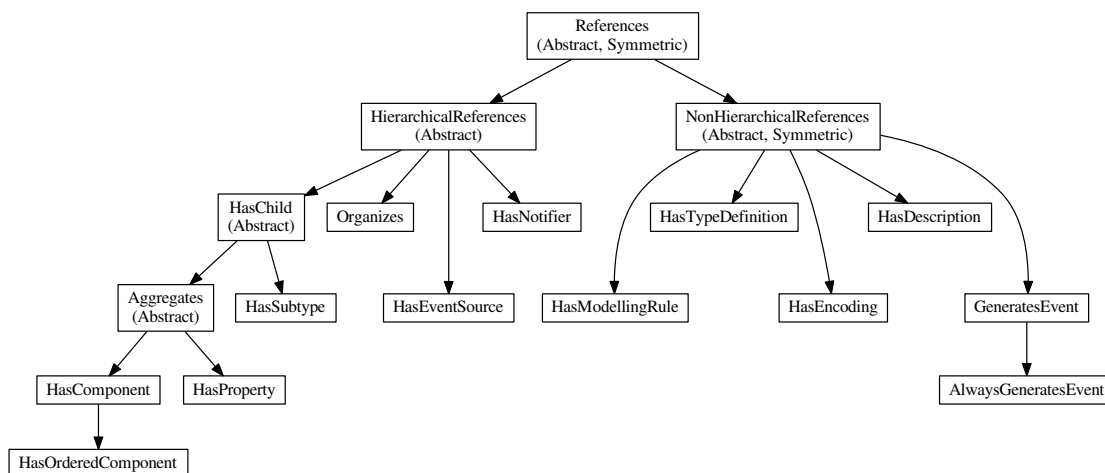 References
(Abstract, Symmetric)
HierarchicalReferences
(Abstract)
NonHierarchicalReferences
(Abstract, Symmetric)
HasChild
(Abstract)
Organizes
HasNotifier
HasTypeDefinition
HasDescription
Aggregates
(Abstract)
HasSubtype
HasEventSource
HasModellingRule
HasEncoding
GeneratesEvent
HasComponent
HasProperty
AlwaysGeneratesEvent
HasOrderedComponent